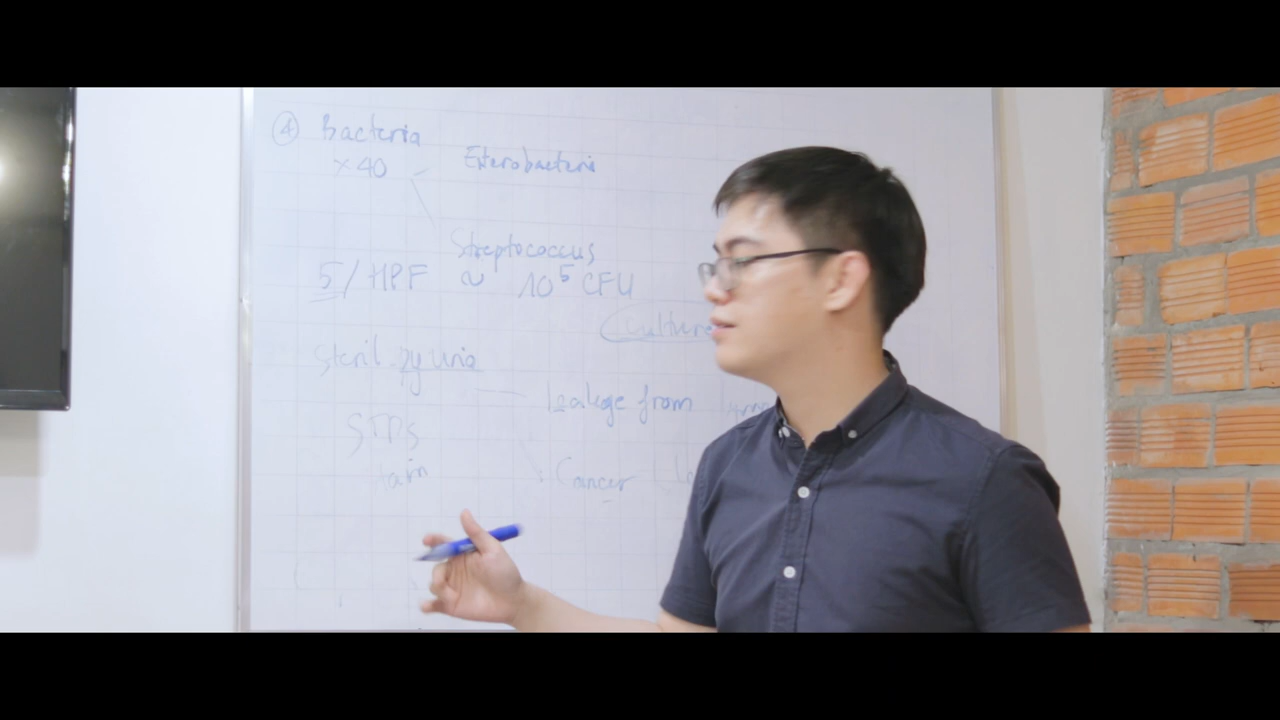 ④ Bacteria
×40
Enterobacteria
Streptococcus
5/HPF ~ 10⁵ CFU
Culture
Steril pyuria
Leakage from
STDs
Cancer